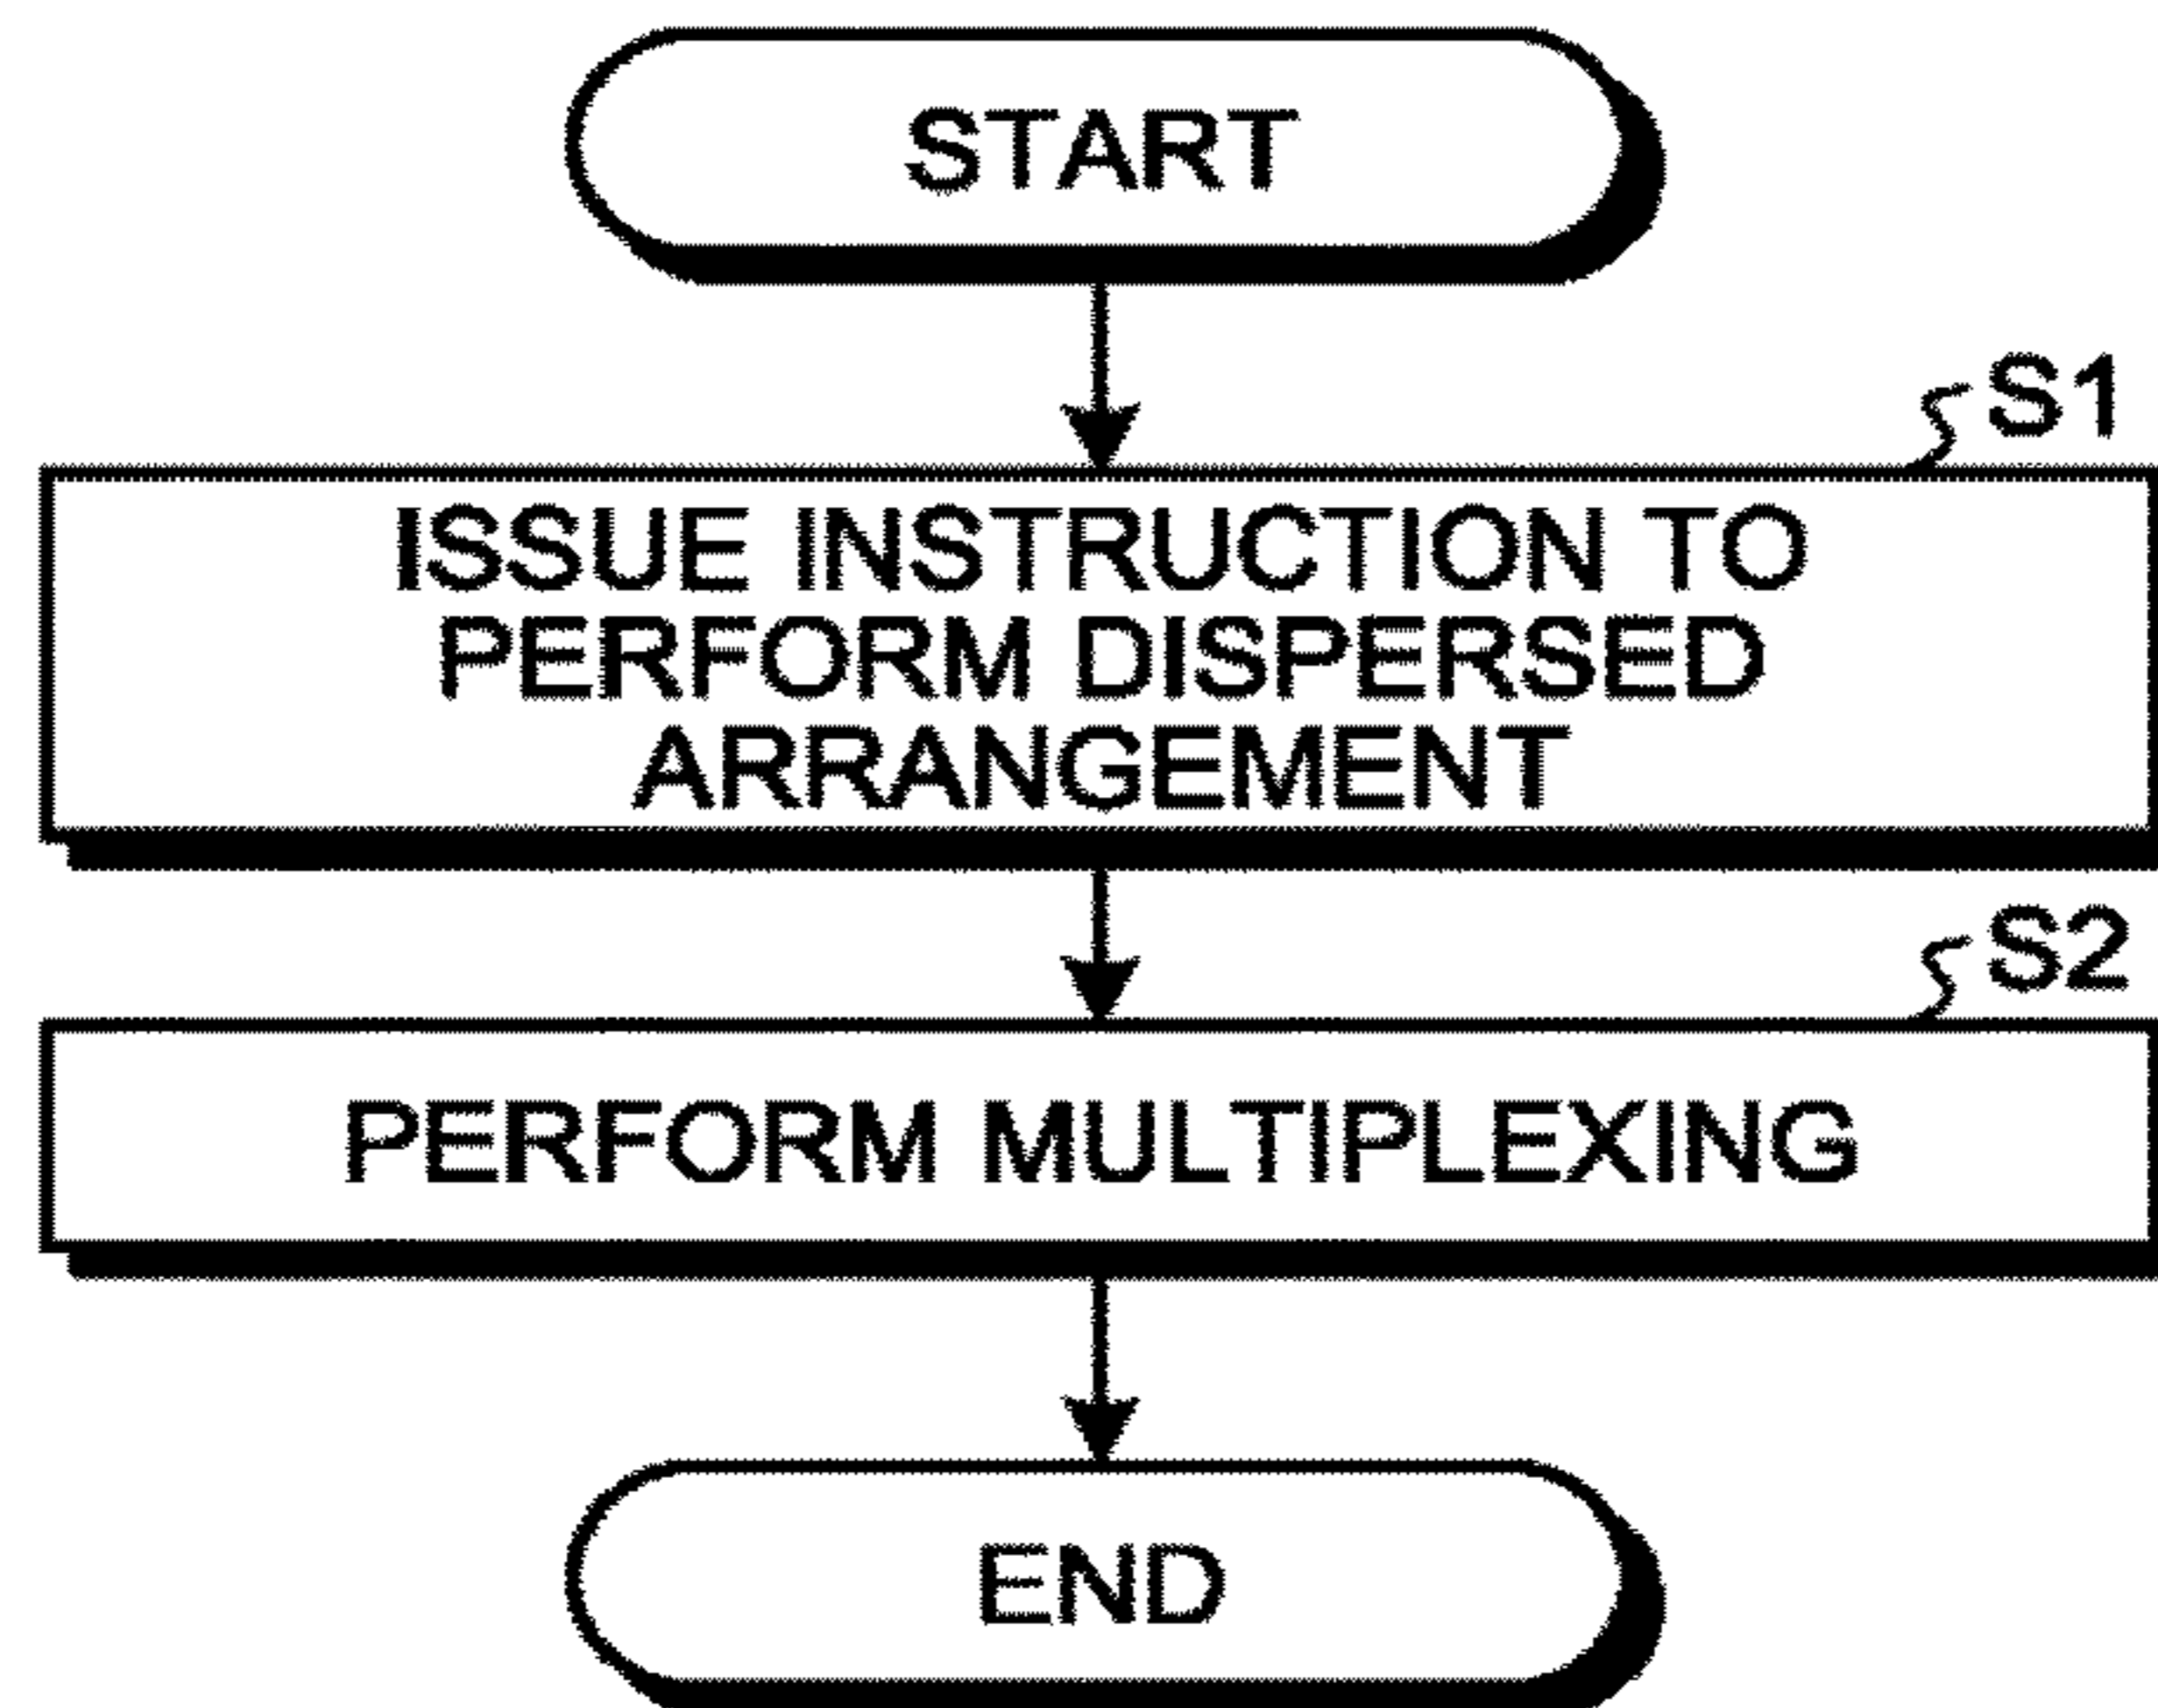 START
S1
ISSUE INSTRUCTION TO
PERFORM DISPERSED
ARRANGEMENT
S2
PERFORM MULTIPLEXING
END